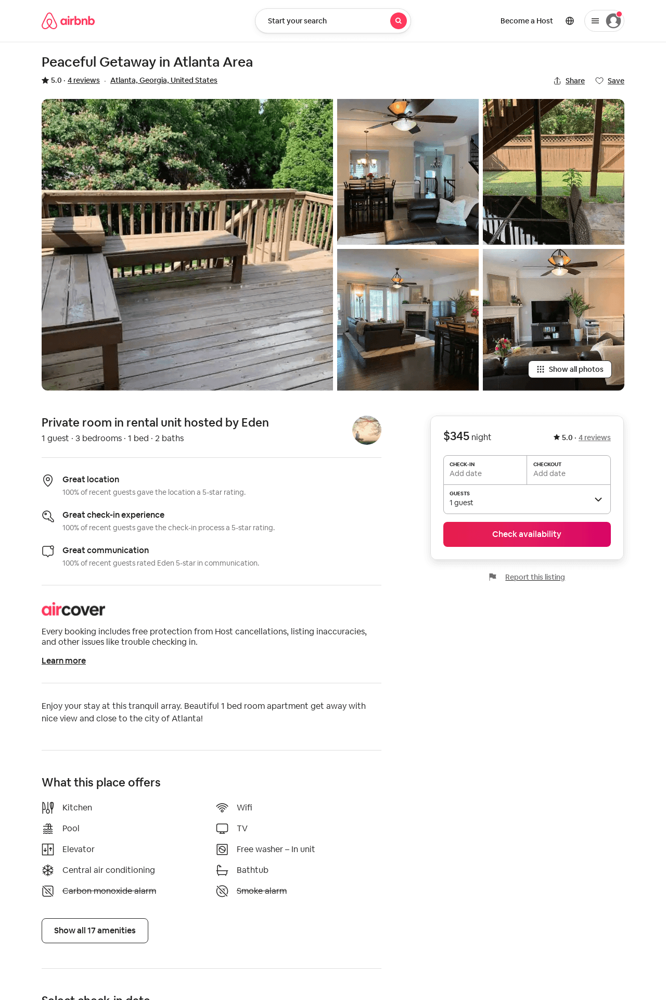 airbnb
Start your search
Become a Host
Peaceful Getaway in Atlanta Area
5.0 · 4 reviews · Atlanta, Georgia, United States
Share
Save
Show all photos
Private room in rental unit hosted by Eden
1 guest · 3 bedrooms · 1 bed · 2 baths
Great location
100% of recent guests gave the location a 5-star rating.
Great check-in experience
100% of recent guests gave the check-in process a 5-star rating.
Great communication
100% of recent guests rated Eden 5-star in communication.
$345 night
5.0 · 4 reviews
CHECK-IN
Add date
CHECKOUT
Add date
GUESTS
1 guest
Check availability
Report this listing
aircover
Every booking includes free protection from Host cancellations, listing inaccuracies,
and other issues like trouble checking in.
Learn more
Enjoy your stay at this tranquil array. Beautiful 1 bed room apartment get away with
nice view and close to the city of Atlanta!
What this place offers
Kitchen
Wifi
Pool
TV
Elevator
Free washer – In unit
Central air conditioning
Bathtub
Carbon monoxide alarm
Smoke alarm
Show all 17 amenities
Select check-in date